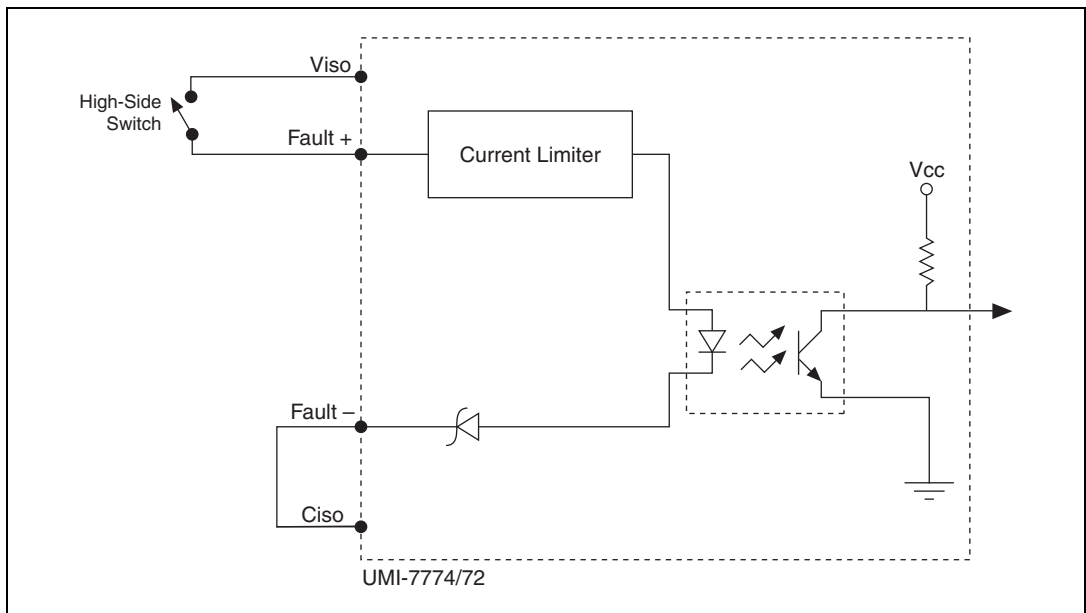 Viso
High-Side
Switch
Fault +
Current Limiter
Vcc
Fault –
Ciso
UMI-7774/72